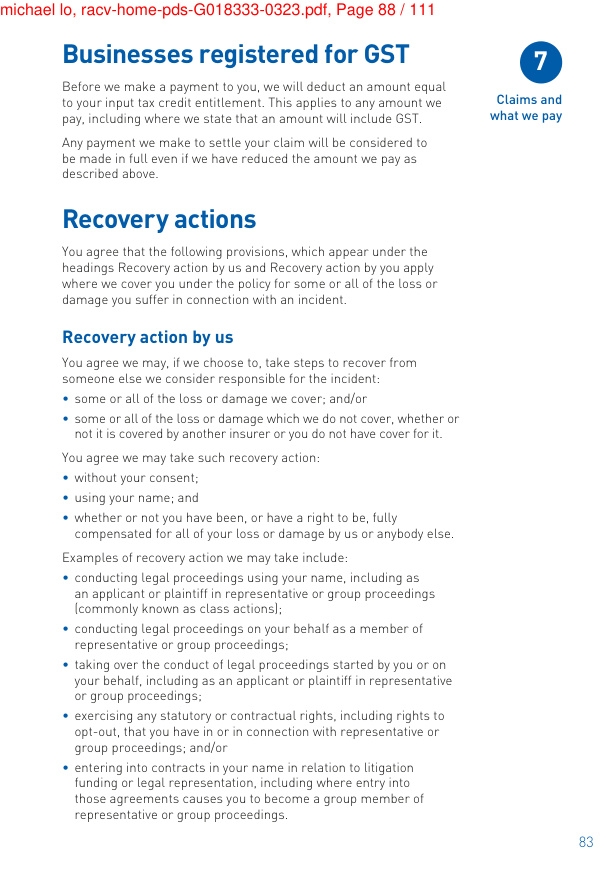 michael lo, racv-home-pds-G018333-0323.pdf, Page 88 / 111
Businesses registered for GST
Before we make a payment to you, we will deduct an amount equal
to your input tax credit entitlement. This applies to any amount we
pay, including where we state that an amount will include GST.
Any payment we make to settle your claim will be considered to
be made in full even if we have reduced the amount we pay as
described above.
7
Claims and
what we pay
Recovery actions
You agree that the following provisions, which appear under the
headings Recovery action by us and Recovery action by you apply
where we cover you under the policy for some or all of the loss or
damage you suffer in connection with an incident.
Recovery action by us
You agree we may, if we choose to, take steps to recover from
someone else we consider responsible for the incident:
• some or all of the loss or damage we cover; and/or
• some or all of the loss or damage which we do not cover, whether or
not it is covered by another insurer or you do not have cover for it.
You agree we may take such recovery action:
• without your consent;
• using your name; and
• whether or not you have been, or have a right to be, fully
compensated for all of your loss or damage by us or anybody else.
Examples of recovery action we may take include:
• conducting legal proceedings using your name, including as
an applicant or plaintiff in representative or group proceedings
(commonly known as class actions);
• conducting legal proceedings on your behalf as a member of
representative or group proceedings;
• taking over the conduct of legal proceedings started by you or on
your behalf, including as an applicant or plaintiff in representative
or group proceedings;
• exercising any statutory or contractual rights, including rights to
opt-out, that you have in or in connection with representative or
group proceedings; and/or
• entering into contracts in your name in relation to litigation
funding or legal representation, including where entry into
those agreements causes you to become a group member of
representative or group proceedings.
83